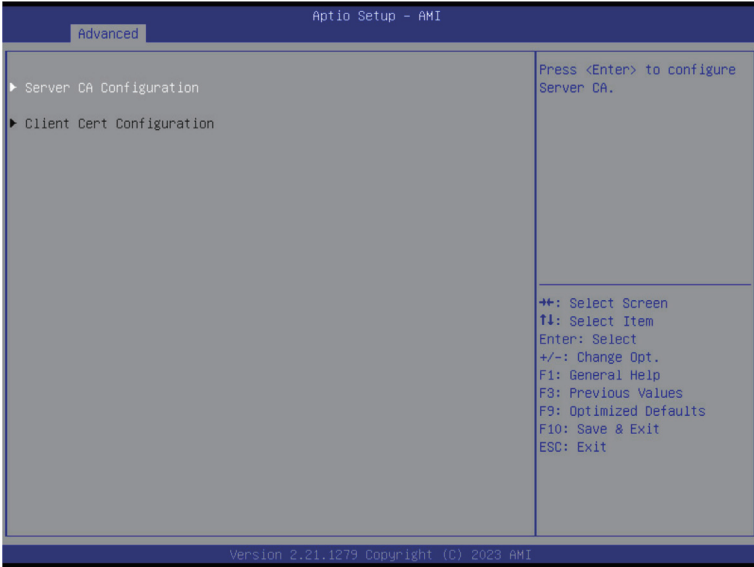 Aptio Setup – AMI
Advanced
▶ Server CA Configuration
▶ Client Cert Configuration
Press <Enter> to configure
Server CA.
→←: Select Screen
↑↓: Select Item
Enter: Select
+/-: Change Opt.
F1: General Help
F3: Previous Values
F9: Optimized Defaults
F10: Save & Exit
ESC: Exit
Version 2.21.1279 Copyright (C) 2023 AMI